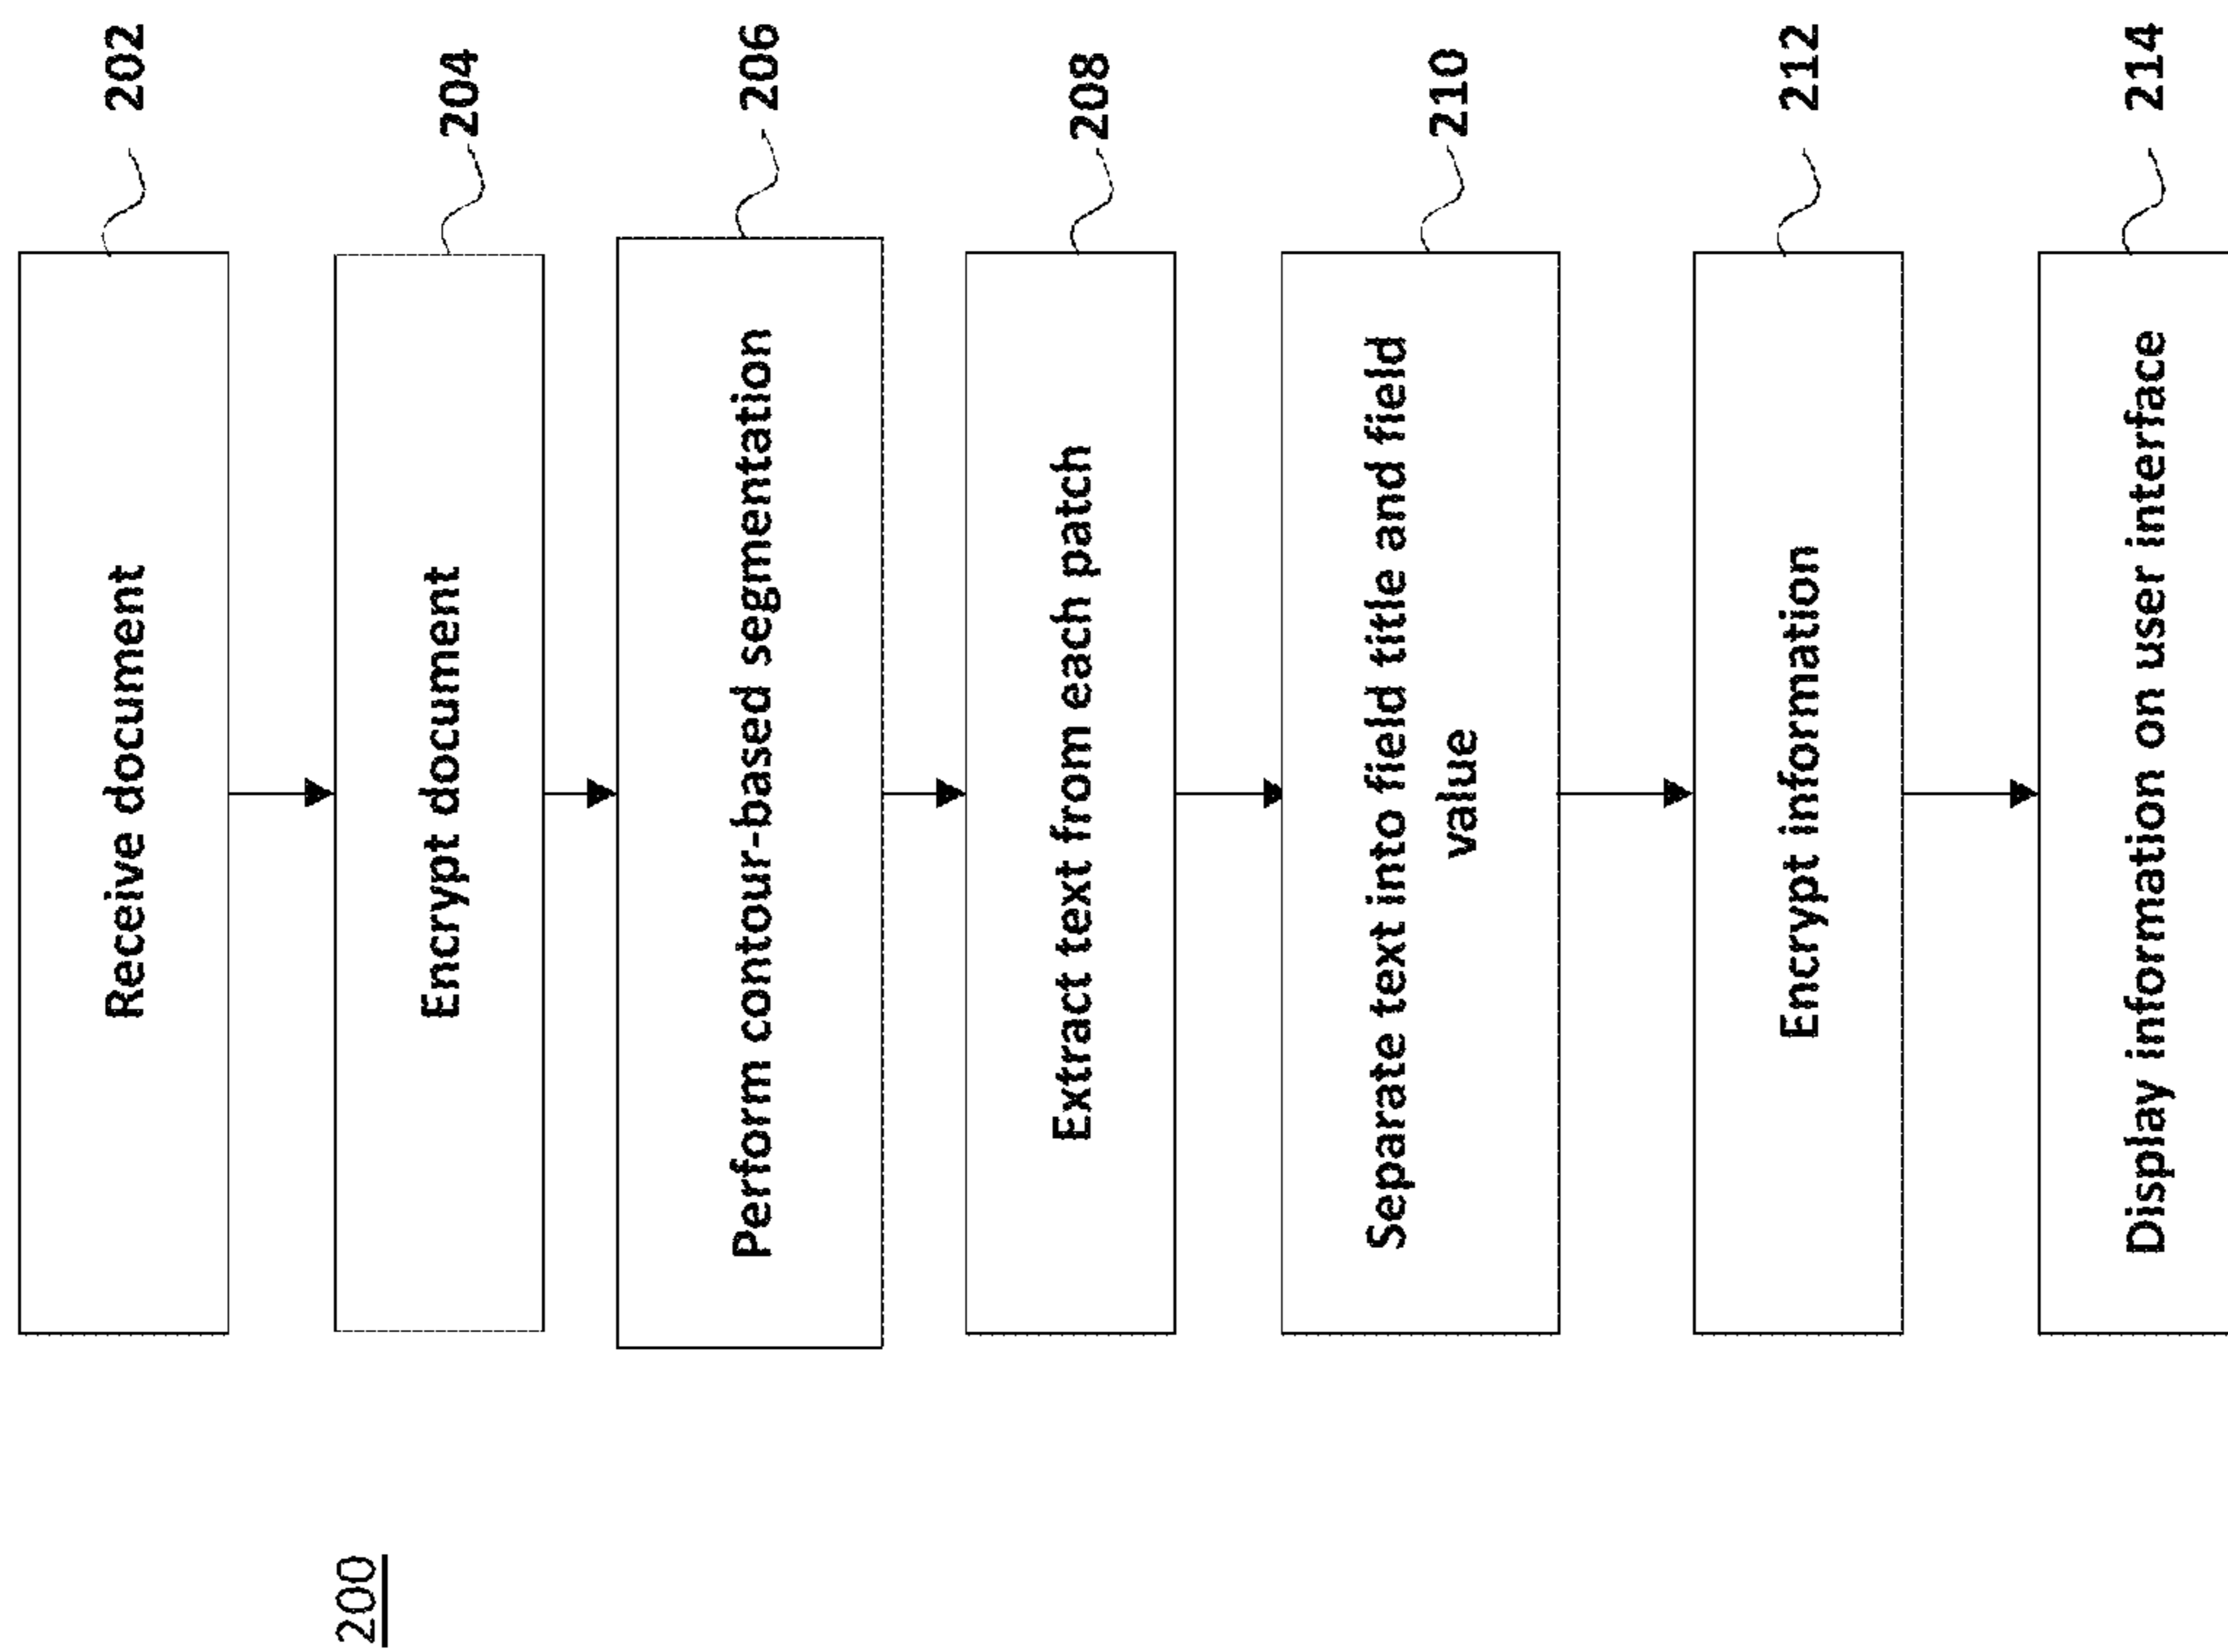 200
Receive document
202
Encrypt document
204
Perform contour-based segmentation
206
Extract text from each patch
208
Separate text into field title and field
value
210
Encrypt information
212
Display information on user interface
214